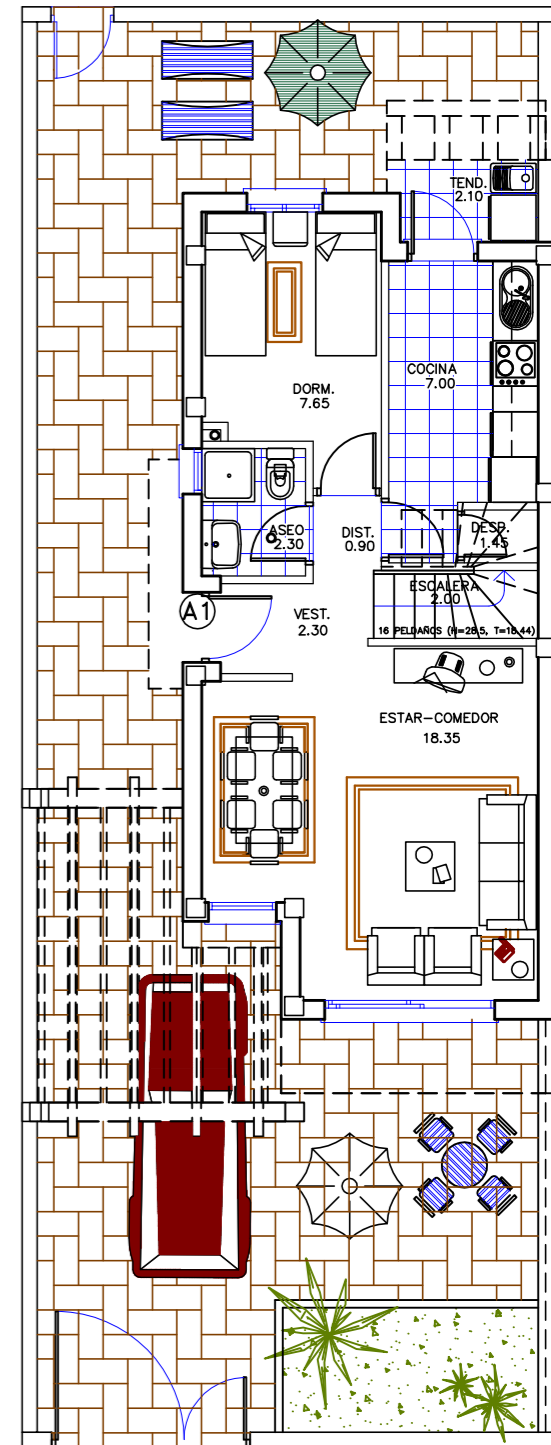 TEND.
2.10
COCINA
7.00
DORM.
7.65
ASEO
2.30
DIST.
0.90
DESP.
1.45
ESCALERA
2.00
A1
VEST.
2.30
16 PELDAÑOS (H=28.5, T=18.44)
ESTAR-COMEDOR
18.35